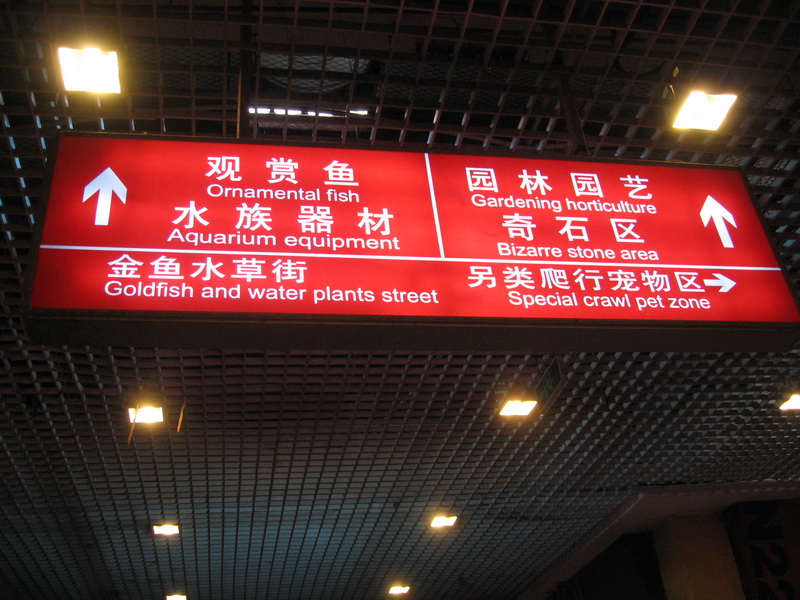 观赏鱼
Ornamental fish
水族器材
Aquarium equipment
园林园艺
Gardening horticulture
奇石区
Bizarre stone area
金鱼水草街
Goldfish and water plants street
另类爬行宠物区
Special crawl pet zone